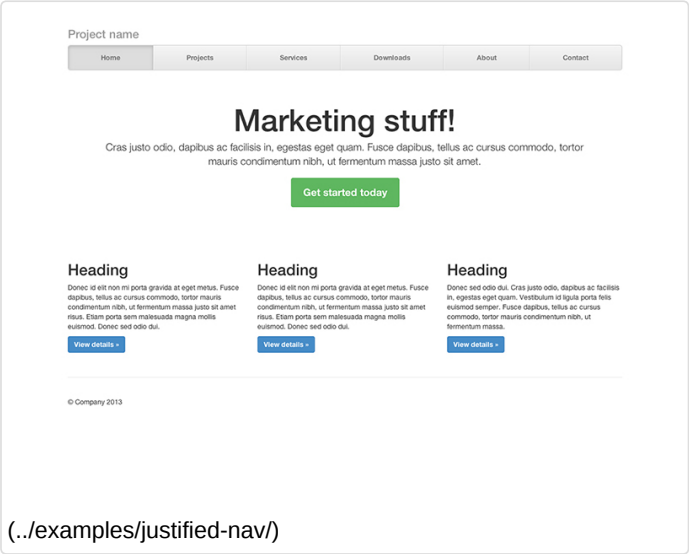 Project name
Home Projects Services Downloads About Contact
Marketing stuff!
Cras justo odio, dapibus ac facilisis in, egestas eget quam. Fusce dapibus, tellus ac cursus commodo, tortor
mauris condimentum nibh, ut fermentum massa justo sit amet.
Get started today
Heading
Donec id elit non mi porta gravida at eget metus. Fusce
dapibus, tellus ac cursus commodo, tortor mauris
condimentum nibh, ut fermentum massa justo sit amet
risus. Etiam porta sem malesuada magna mollis
euismod. Donec sed odio dui.
View details »
Heading
Donec id elit non mi porta gravida at eget metus. Fusce
dapibus, tellus ac cursus commodo, tortor mauris
condimentum nibh, ut fermentum massa justo sit amet
risus. Etiam porta sem malesuada magna mollis
euismod. Donec sed odio dui.
View details »
Heading
Donec sed odio dui. Cras justo odio, dapibus ac facilisis
in, egestas eget quam. Vestibulum id ligula porta felis
euismod semper. Fusce dapibus, tellus ac cursus
commodo, tortor mauris condimentum nibh, ut
fermentum massa.
View details »
© Company 2013
(../examples/justified-nav/)